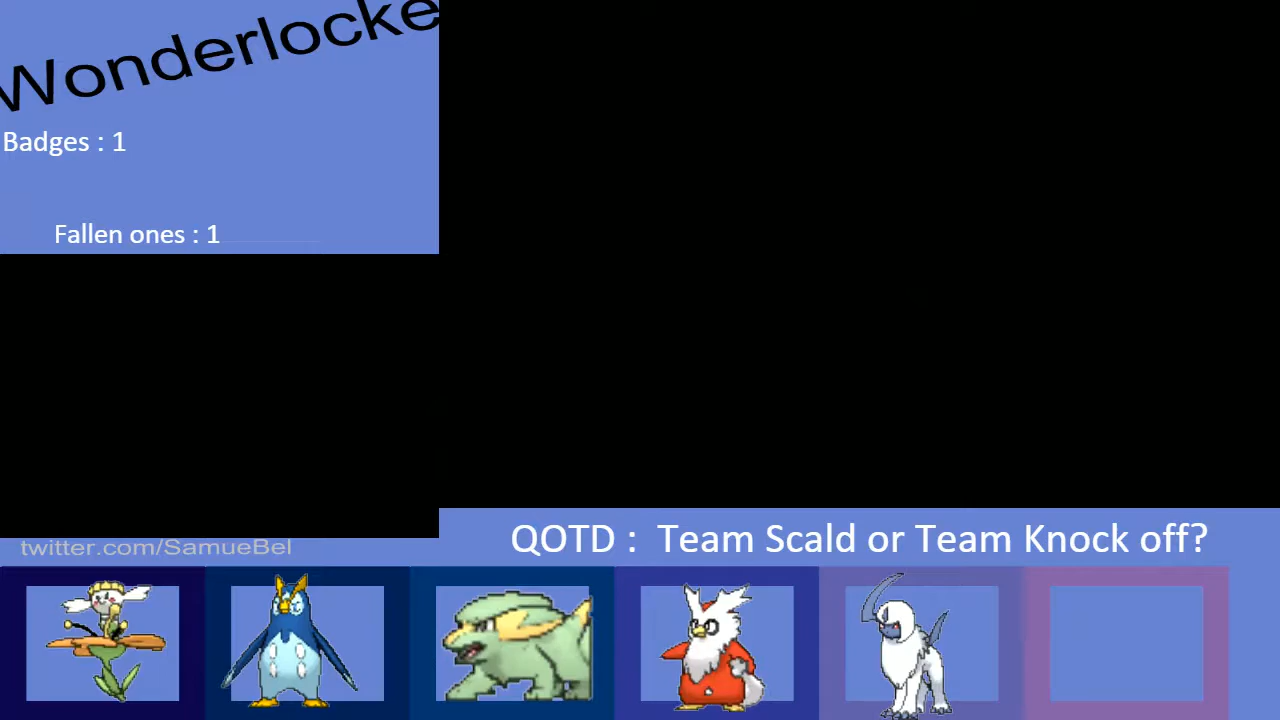 Wonderlocke
Badges : 1
Fallen ones : 1
QOTD : Team Scald or Team Knock off?
twitter.com/SamueBel